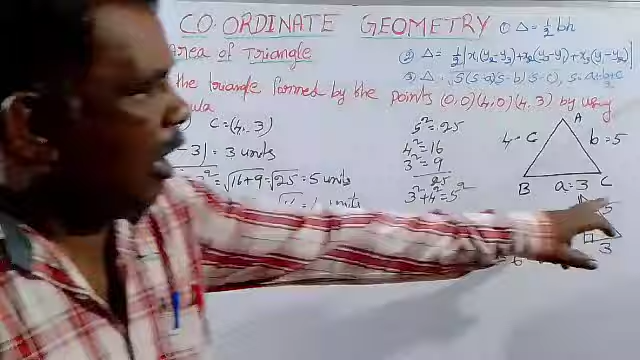 CO-ORDINATE GEOMETRY ① Δ = ½ bh
Area of Triangle
② Δ = ½ |x₁(y₂-y₃)+x₂(y₃-y₁)+x₃(y₁-y₂)|
③ Δ = √S(S-a)(S-b)(S-c), S = a+b+c/2
the triangle formed by the points (0,0)(4,0)(4,3) by using
C=(4,3)
-3| = 3 units
= √16+9 = √25 = 5 units
units
5² = 25
4² = 16
3² = 9
25
3²+4²=5²
A
4=C b=5
B a=3 C
5
3